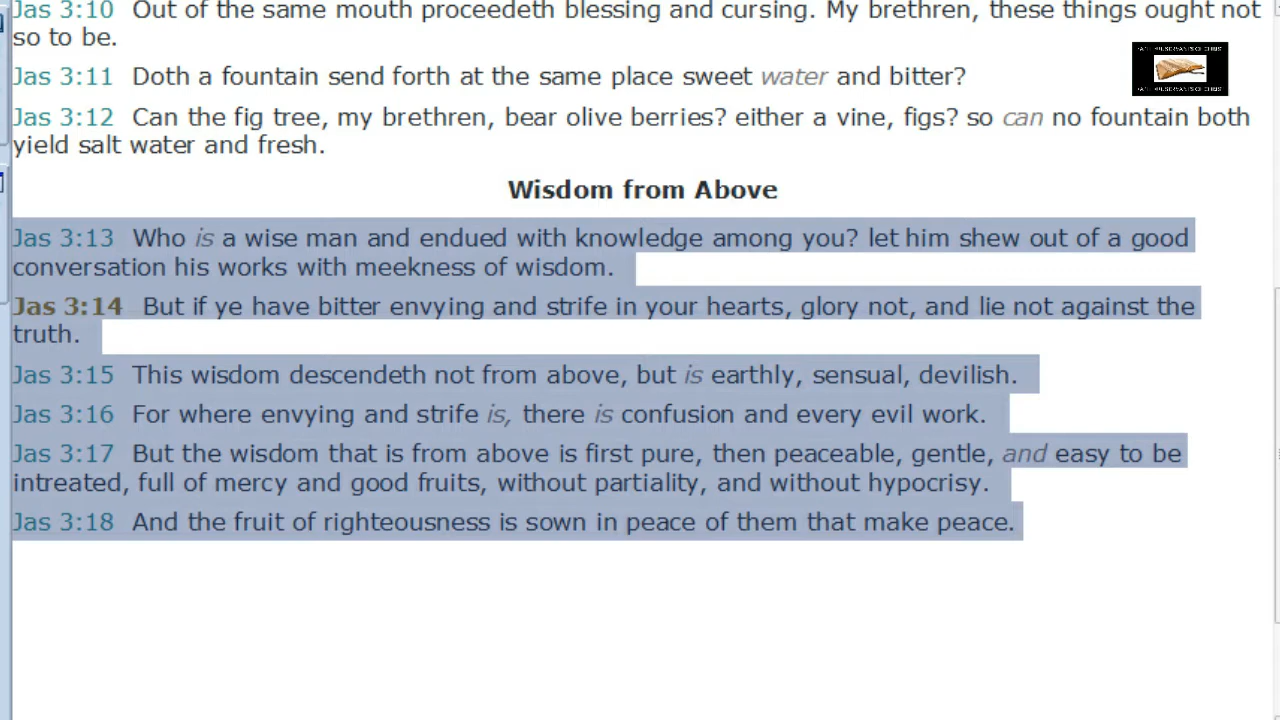 Jas 3:10 Out of the same mouth proceedeth blessing and cursing. My brethren, these things ought not
so to be.
Jas 3:11 Doth a fountain send forth at the same place sweet water and bitter?
Jas 3:12 Can the fig tree, my brethren, bear olive berries? either a vine, figs? so can no fountain both
yield salt water and fresh.
Wisdom from Above
Jas 3:13 Who is a wise man and endued with knowledge among you? let him shew out of a good
conversation his works with meekness of wisdom.
Jas 3:14 But if ye have bitter envying and strife in your hearts, glory not, and lie not against the
truth.
Jas 3:15 This wisdom descendeth not from above, but is earthly, sensual, devilish.
Jas 3:16 For where envying and strife is, there is confusion and every evil work.
Jas 3:17 But the wisdom that is from above is first pure, then peaceable, gentle, and easy to be
intreated, full of mercy and good fruits, without partiality, and without hypocrisy.
Jas 3:18 And the fruit of righteousness is sown in peace of them that make peace.